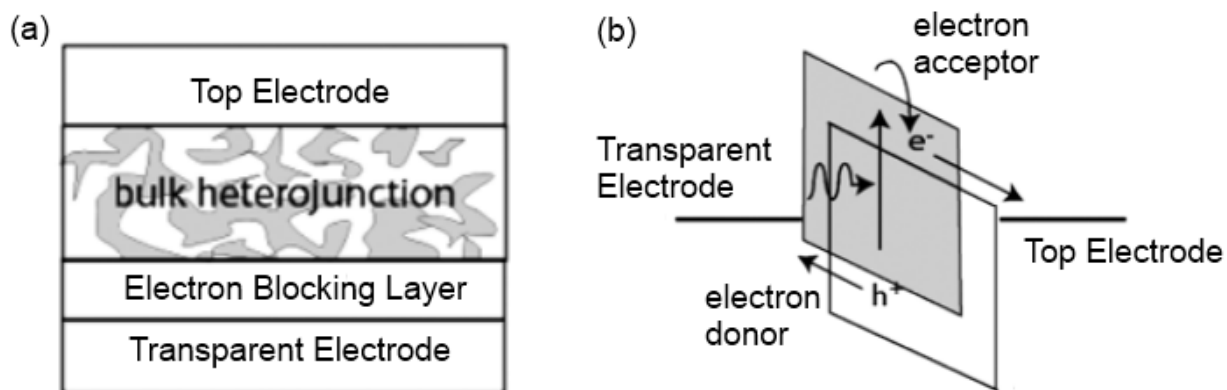 (a)
Top Electrode
bulk heterojunction
Electron Blocking Layer
Transparent Electrode
(b)
electron
acceptor
Transparent
Electrode
e-
Top Electrode
h+
electron
donor